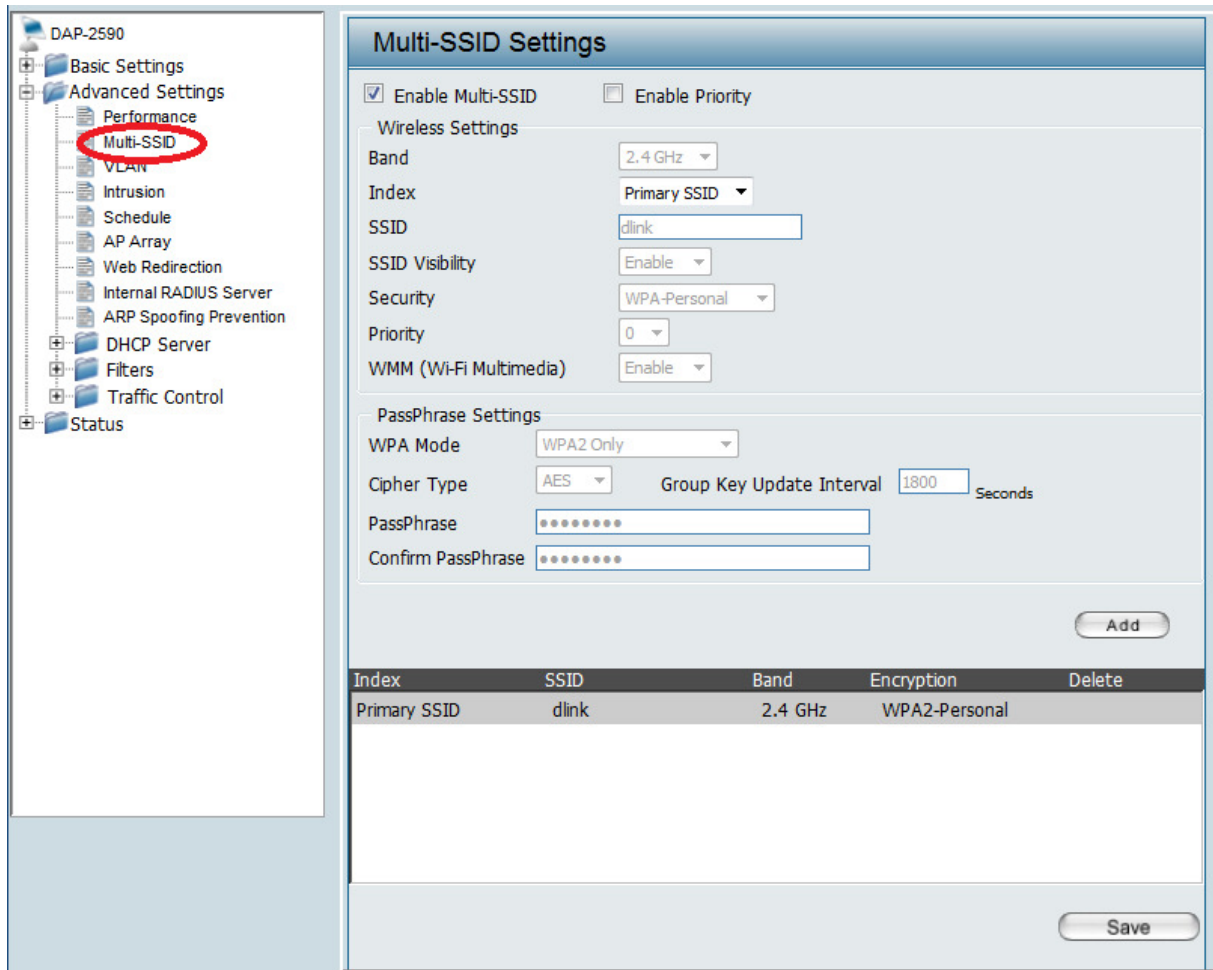 DAP-2590
Basic Settings
Advanced Settings
Performance
Multi-SSID
VLAN
Intrusion
Schedule
AP Array
Web Redirection
Internal RADIUS Server
ARP Spoofing Prevention
DHCP Server
Filters
Traffic Control
Status
Multi-SSID Settings
Enable Multi-SSID Enable Priority
Wireless Settings
Band 2.4 GHz
Index Primary SSID
SSID dlink
SSID Visibility Enable
Security WPA-Personal
Priority 0
WMM (Wi-Fi Multimedia) Enable
PassPhrase Settings
WPA Mode WPA2 Only
Cipher Type AES Group Key Update Interval 1800 Seconds
PassPhrase ••••••••
Confirm PassPhrase ••••••••
Add
Index SSID Band Encryption Delete
Primary SSID dlink 2.4 GHz WPA2-Personal
Save